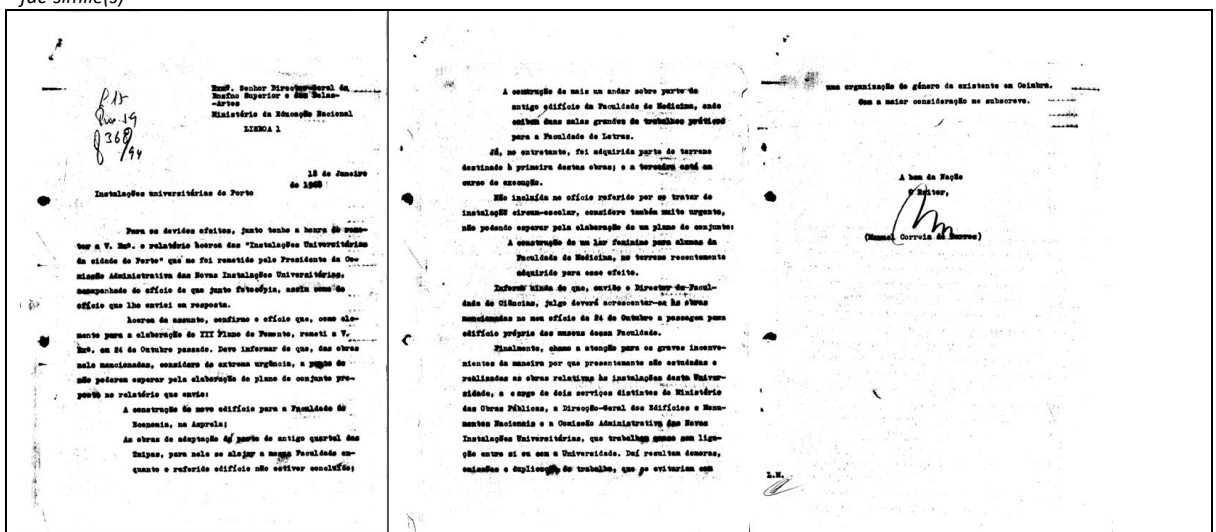 fac-simile(s)
Exmº. Senhor Director-Geral do
Ensino Superior e das Belas-
-Artes
Ministério da Educação Nacional
LISBOA 1
18 de Janeiro
de 1968
Instalações universitárias do Porto
Para os devidos efeitos, junto tenho a honra de reme-
ter a V. Exª. o relatório àcerca das "Instalações Universitárias
da cidade do Porto" que me foi remetido pelo Presidente da Co-
missão Administrativa das Novas Instalações Universitárias,
acompanhado do ofício de que junto fotocópia, assim como do
ofício que lhe enviei em resposta.
Àcerca do assunto, confirmo o ofício que, como ele-
mento para a elaboração do III Plano de Fomento, remeti a V.
Exª. em 24 de Outubro passado. Devo informar de que, das obras
nele mencionadas, considero de extrema urgência, a ponto de
não poderem esperar pela elaboração do plano de conjunto pro-
posto no relatório que envio:
A construção do novo edifício para a Faculdade de
Economia, na Asprela;
As obras de adaptação de parte do antigo quartel das
Taipas, para nele se alojar a mesma Faculdade en-
quanto o referido edifício não estiver concluído;
A construção de mais um andar sobre parte do
antigo edifício da Faculdade de Medicina, onde
existem duas salas grandes de trabalhos práticos
para a Faculdade de Letras.
Já, no entretanto, foi adquirida parte do terreno
destinado à primeira destas obras; e a terceira está em
curso de execução.
Não incluída no ofício referido por se tratar de
instalação circum-escolar, considero também muito urgente,
não podendo esperar pela elaboração de um plano de conjunto:
A construção de um lar feminino para alunas da
Faculdade de Medicina, no terreno recentemente
adquirido para esse efeito.
Informo ainda de que, ouvido o Director da Facul-
dade de Ciências, julgo deverá acrescentar-se às obras
mencionadas no meu ofício de 24 de Outubro a passagem para
edifício próprio dos museus dessa Faculdade.
Finalmente, chamo a atenção para os graves inconve-
nientes da maneira por que presentemente são estudadas e
realizadas as obras relativas às instalações desta Univer-
sidade, a cargo de dois serviços distintos do Ministério
das Obras Públicas, a Direcção-Geral dos Edifícios e Monu-
mentos Nacionais e a Comissão Administrativa das Novas
Instalações Universitárias, que trabalham quase sem liga-
ção entre si ou com a Universidade. Daí resultam demoras,
omissões e duplicação de trabalho, que se evitariam com
uma organização do género da existente em Coimbra.
Com a maior consideração me subscrevo.
A bem da Nação
O Reitor,
(Manuel Correia de Barros)
L.M.